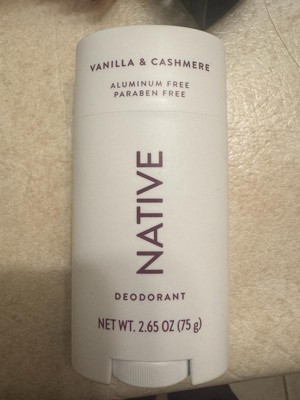 VANILLA & CASHMERE
ALUMINUM FREE
PARABEN FREE
NATIVE
DEODORANT
NET WT. 2.65 OZ (75 g)